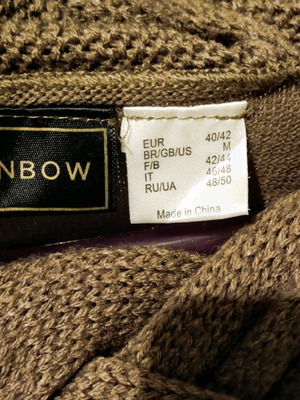 NBOW
EUR 40/42
BR/GB/US M
F/B 42/44
IT 46/48
RU/UA 48/50
Made in China